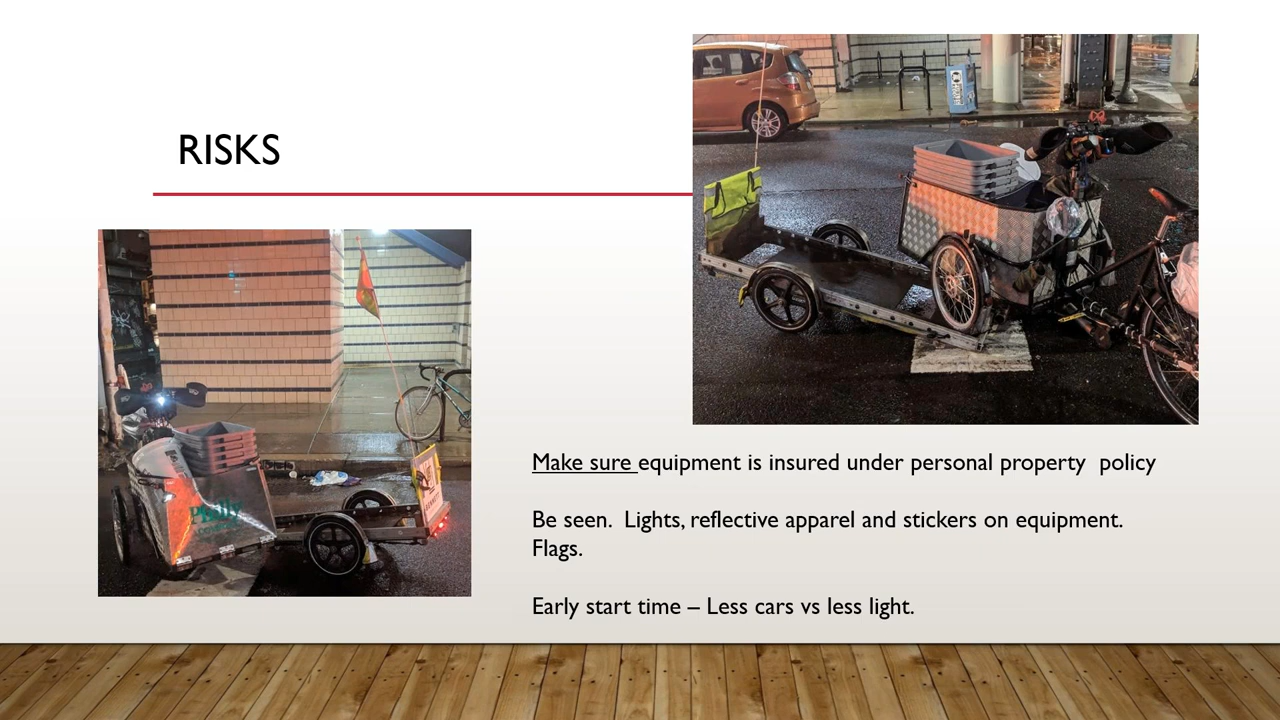 RISKS
Philly
Make sure equipment is insured under personal property  policy
Be seen.  Lights, reflective apparel and stickers on equipment.
Flags.
Early start time – Less cars vs less light.